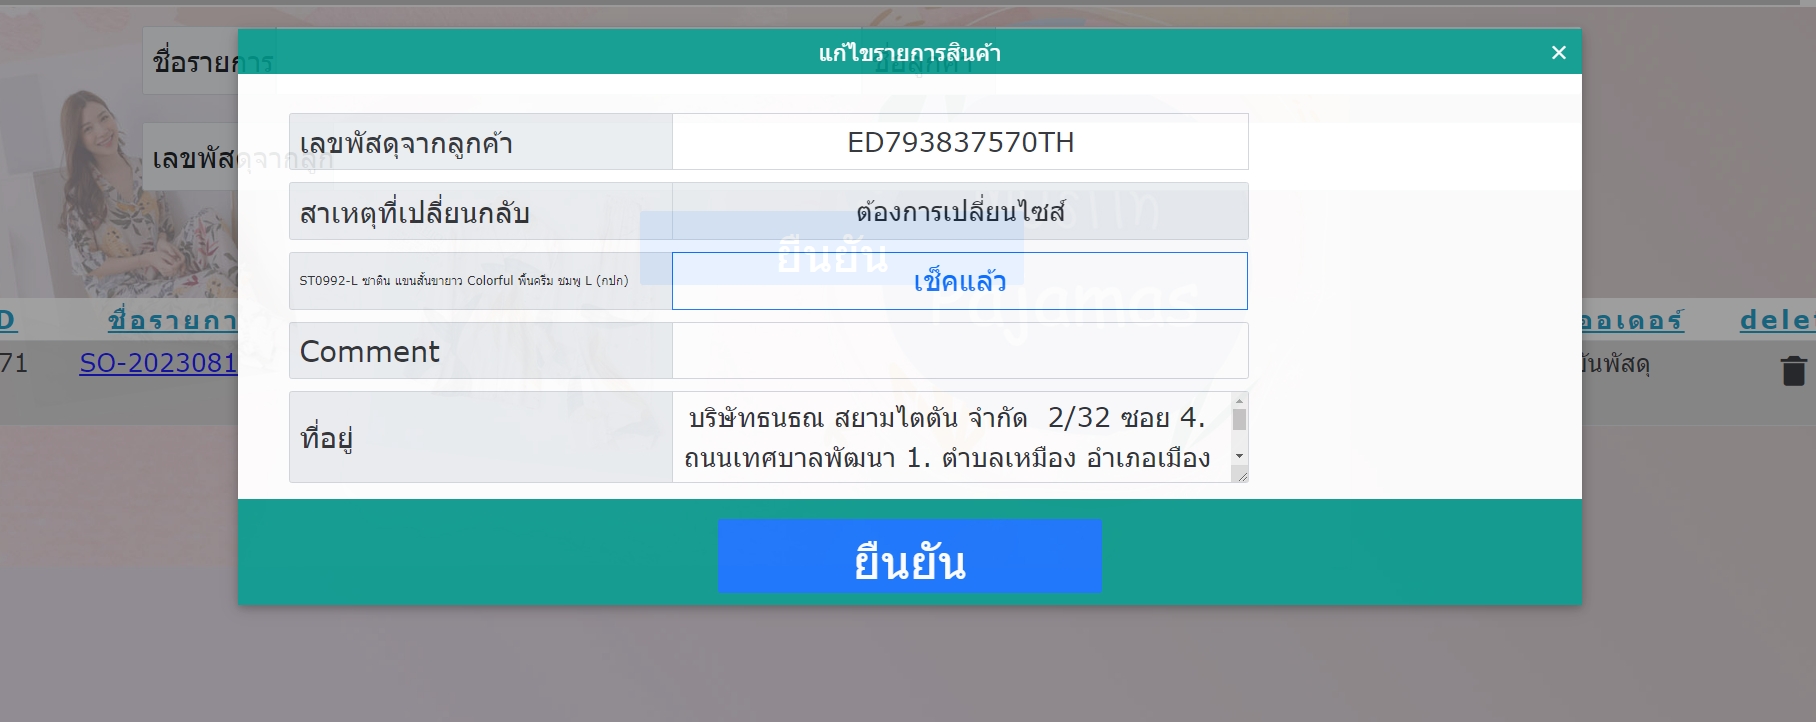 แก้ไขรายการสินค้า
×
ชื่อรายการ
เลขพัสดุจากลูก
เลขพัสดุจากลูกค้า
ED793837570TH
สาเหตุที่เปลี่ยนกลับ
ต้องการเปลี่ยนไซส์
ยืนยัน
ST0992-L ซาติน แขนสั้นขายาว Colorful พื้นครีม ชมพู L (กปก)
เช็คแล้ว
Pajamas
D
ชื่อรายกา
ออเดอร์
delet
71
SO-2023081
ยันพัสดุ
Comment
ที่อยู่
บริษัทธนธณ สยามไตตัน จำกัด  2/32 ซอย 4.
ถนนเทศบาลพัฒนา 1. ตำบลเหมือง อำเภอเมือง
ยืนยัน